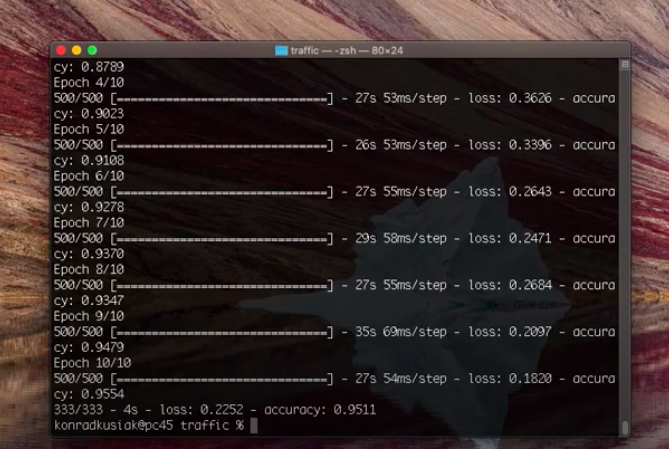 traffic — -zsh — 80×24
cy: 0.8789
Epoch 4/10
500/500 [==============================] - 27s 53ms/step - loss: 0.3626 - accura
cy: 0.9023
Epoch 5/10
500/500 [==============================] - 26s 53ms/step - loss: 0.3396 - accura
cy: 0.9108
Epoch 6/10
500/500 [==============================] - 27s 55ms/step - loss: 0.2643 - accura
cy: 0.9278
Epoch 7/10
500/500 [==============================] - 29s 58ms/step - loss: 0.2471 - accura
cy: 0.9370
Epoch 8/10
500/500 [==============================] - 27s 55ms/step - loss: 0.2684 - accura
cy: 0.9347
Epoch 9/10
500/500 [==============================] - 35s 69ms/step - loss: 0.2097 - accura
cy: 0.9479
Epoch 10/10
500/500 [==============================] - 27s 54ms/step - loss: 0.1820 - accura
cy: 0.9554
333/333 - 4s - loss: 0.2252 - accuracy: 0.9511
konradkusiak@pc45 traffic %